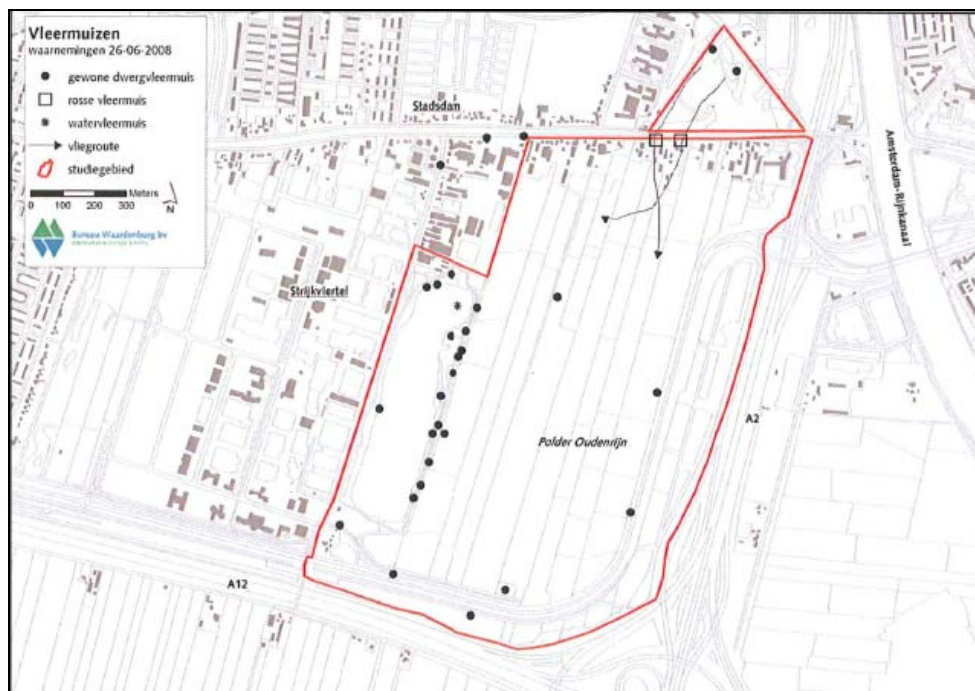 Vleermuizen
waarnemingen 26-06-2008
gewone dwergvleermuis
rosse vleermuis
watervleermuis
vliegroute
studiegebied
Meters
0 100 200 300
N
Bureau Waardenburg bv
Stadsdam
Amsterdam-Rijnkanaal
Strijkviertel
Polder Oudenrijn
A2
A12